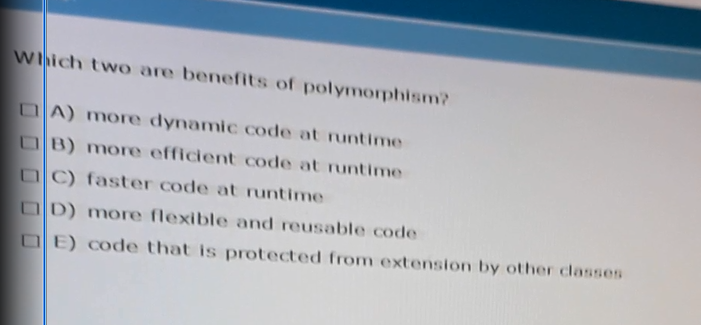 Which two are benefits of polymorphism?
A) more dynamic code at runtime
B) more efficient code at runtime
C) faster code at runtime
D) more flexible and reusable code
E) code that is protected from extension by other classes